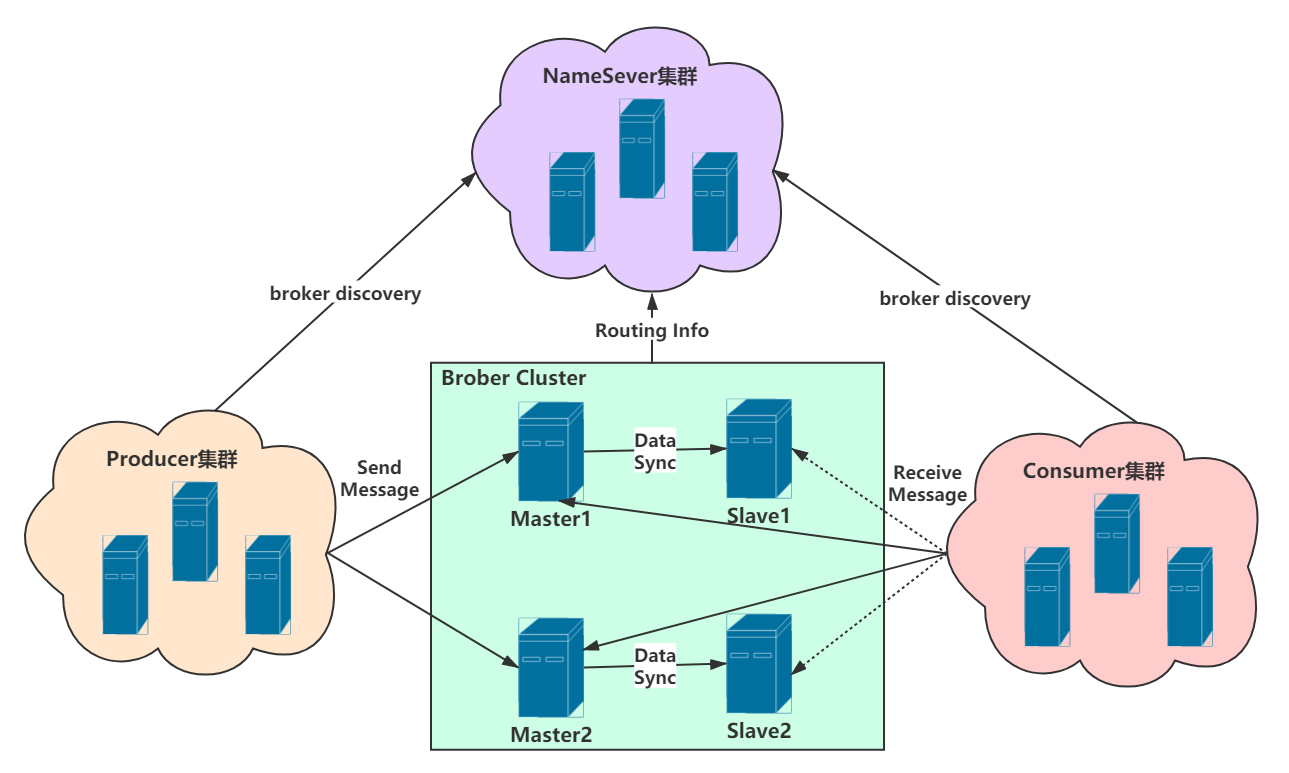 NameSever集群
broker discovery
broker discovery
Routing Info
Brober Cluster
Producer集群
Send
Message
Data
Sync
Receive
Message
Consumer集群
Master1
Slave1
Data
Sync
Master2
Slave2